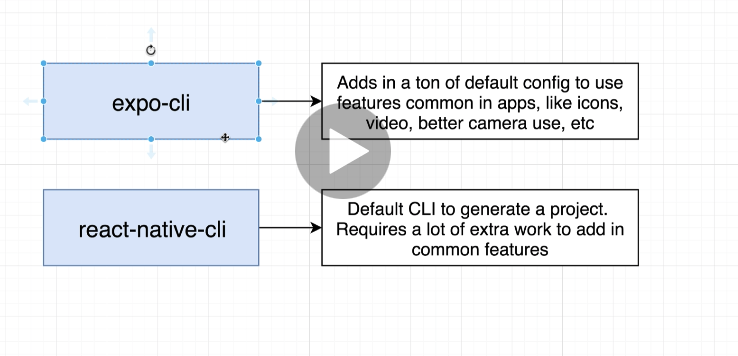 expo-cli
Adds in a ton of default config to use
features common in apps, like icons,
video, better camera use, etc
react-native-cli
Default CLI to generate a project.
Requires a lot of extra work to add in
common features